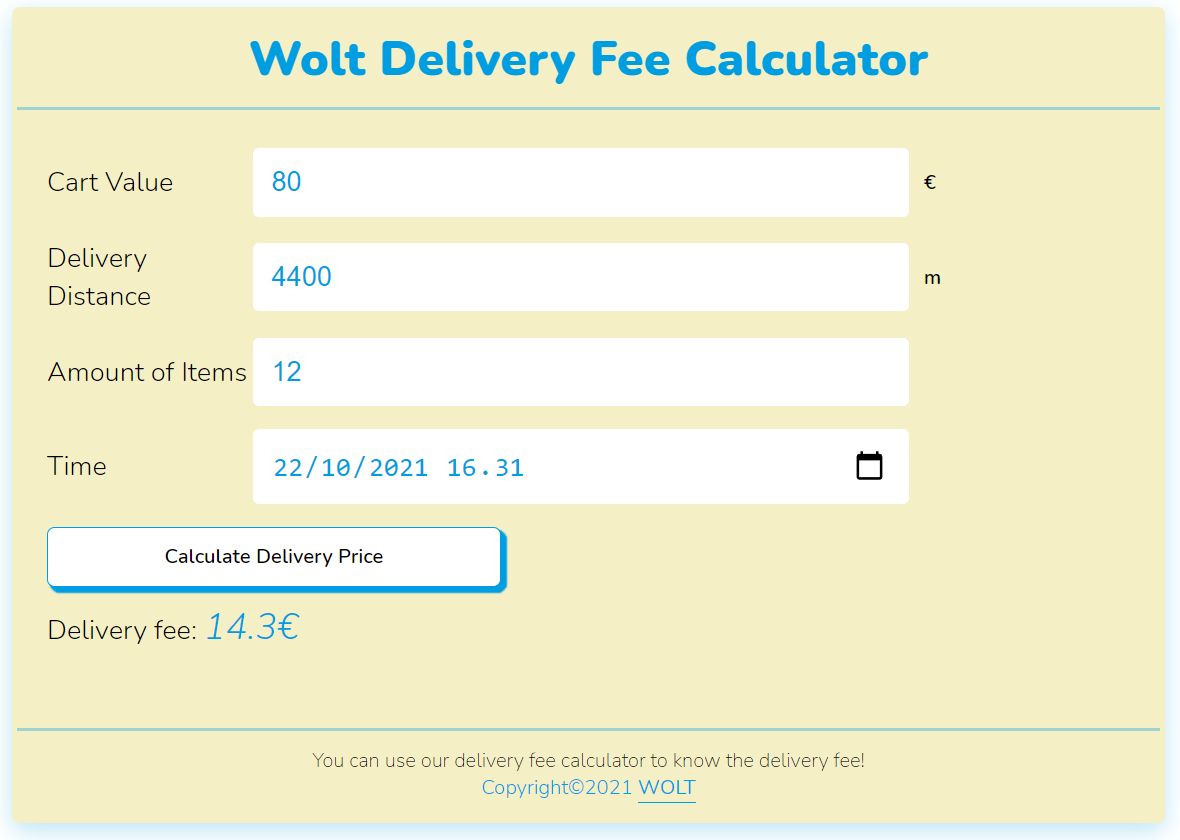 Wolt Delivery Fee Calculator
Cart Value 80 €
Delivery
Distance 4400 m
Amount of Items 12
Time 22/10/2021 16.31
Calculate Delivery Price
Delivery fee: 14.3€
You can use our delivery fee calculator to know the delivery fee!
Copyright©2021 WOLT